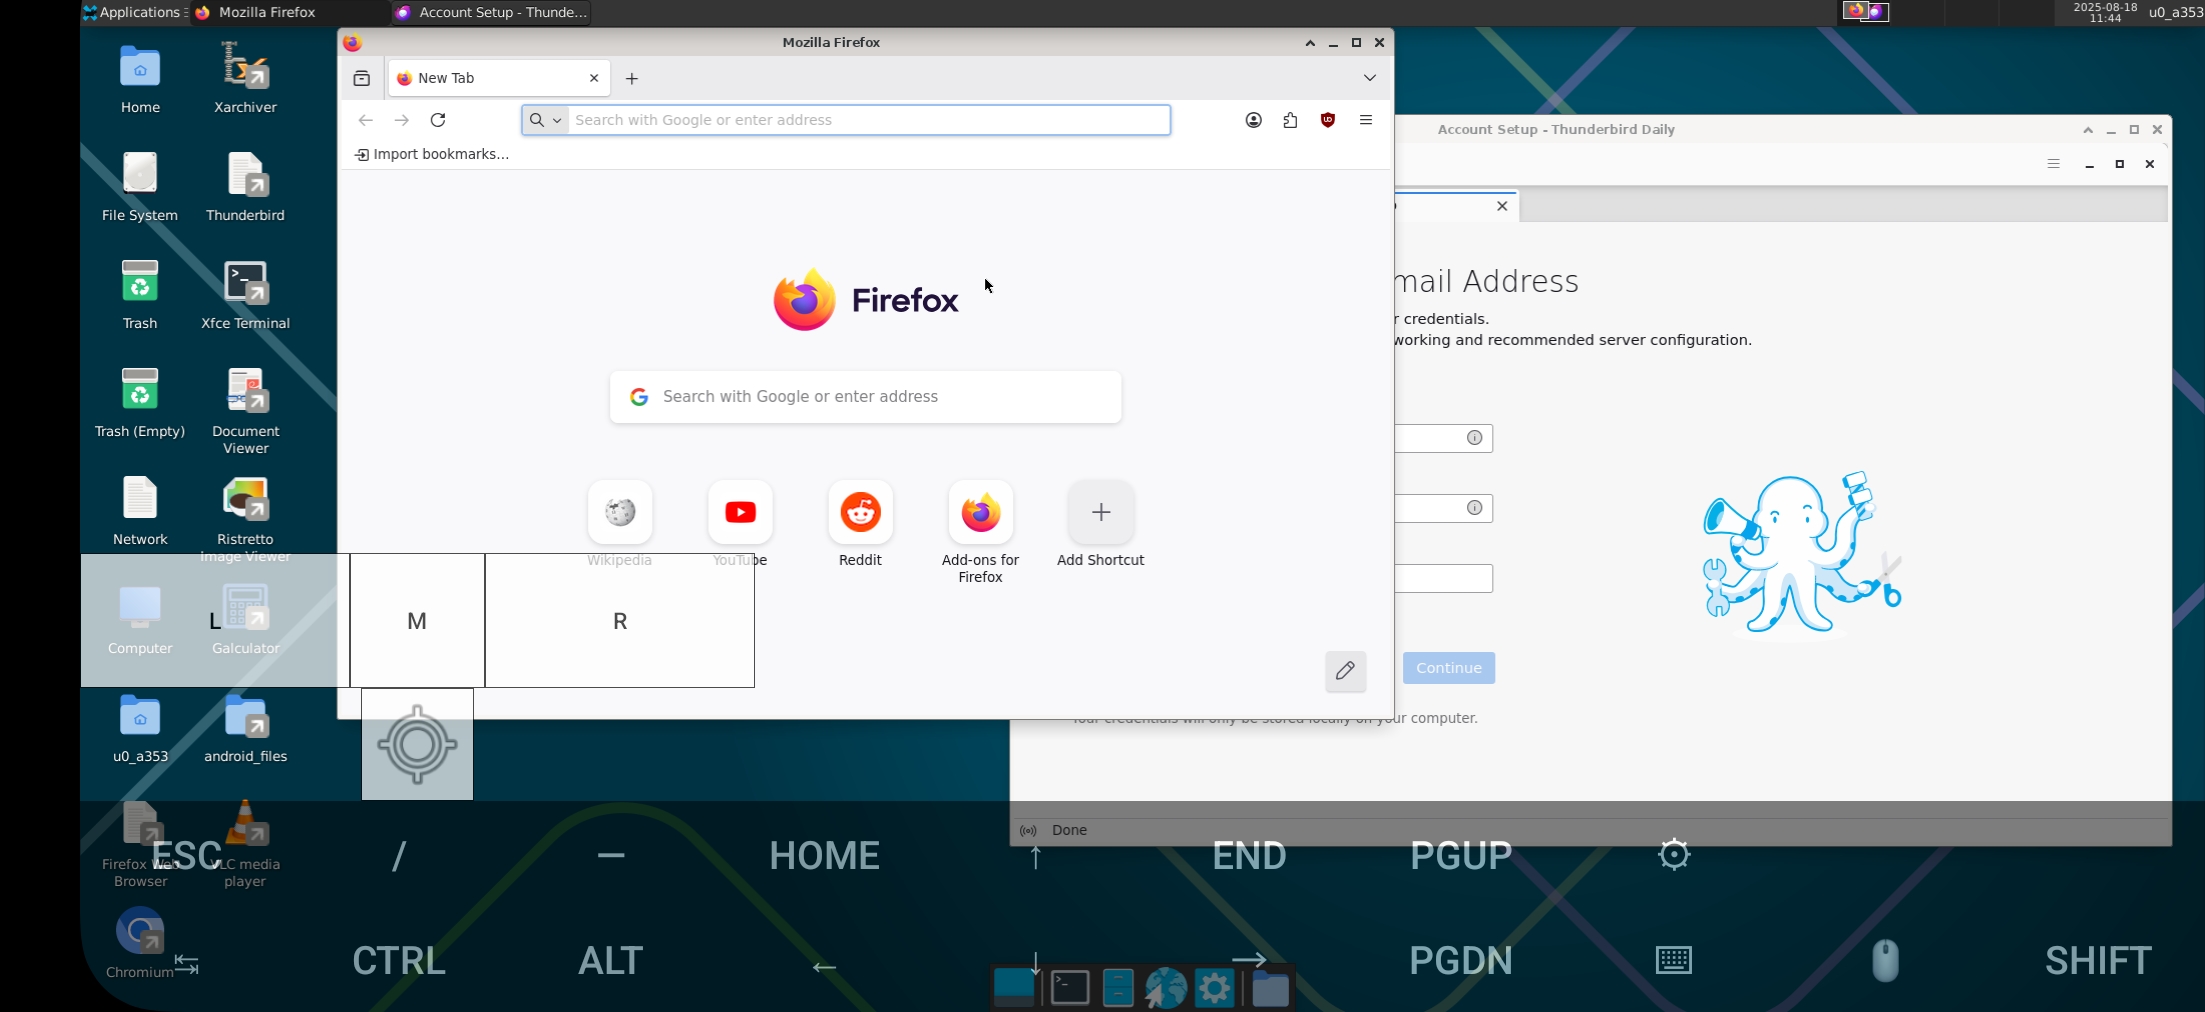 Applications
Mozilla Firefox
Account Setup - Thunde...
2025-08-18
11:44
u0_a353
Home
Xarchiver
File System
Thunderbird
Trash
Xfce Terminal
Trash (Empty)
Document
Viewer
Network
Ristretto
Image Viewer
Computer
Galculator
u0_a353
android_files
Firefox Web
Browser
VLC media
player
Chromium
Mozilla Firefox
New Tab
Search with Google or enter address
Import bookmarks...
Firefox
Search with Google or enter address
Wikipedia
YouTube
Reddit
Add-ons for
Firefox
Add Shortcut
Account Setup - Thunderbird Daily
mail Address
r credentials.
working and recommended server configuration.
Continue
Your credentials will only be stored locally on your computer.
Done
L
M
R
ESC
/
—
HOME
↑
END
PGUP
CTRL
ALT
←
↓
→
PGDN
SHIFT